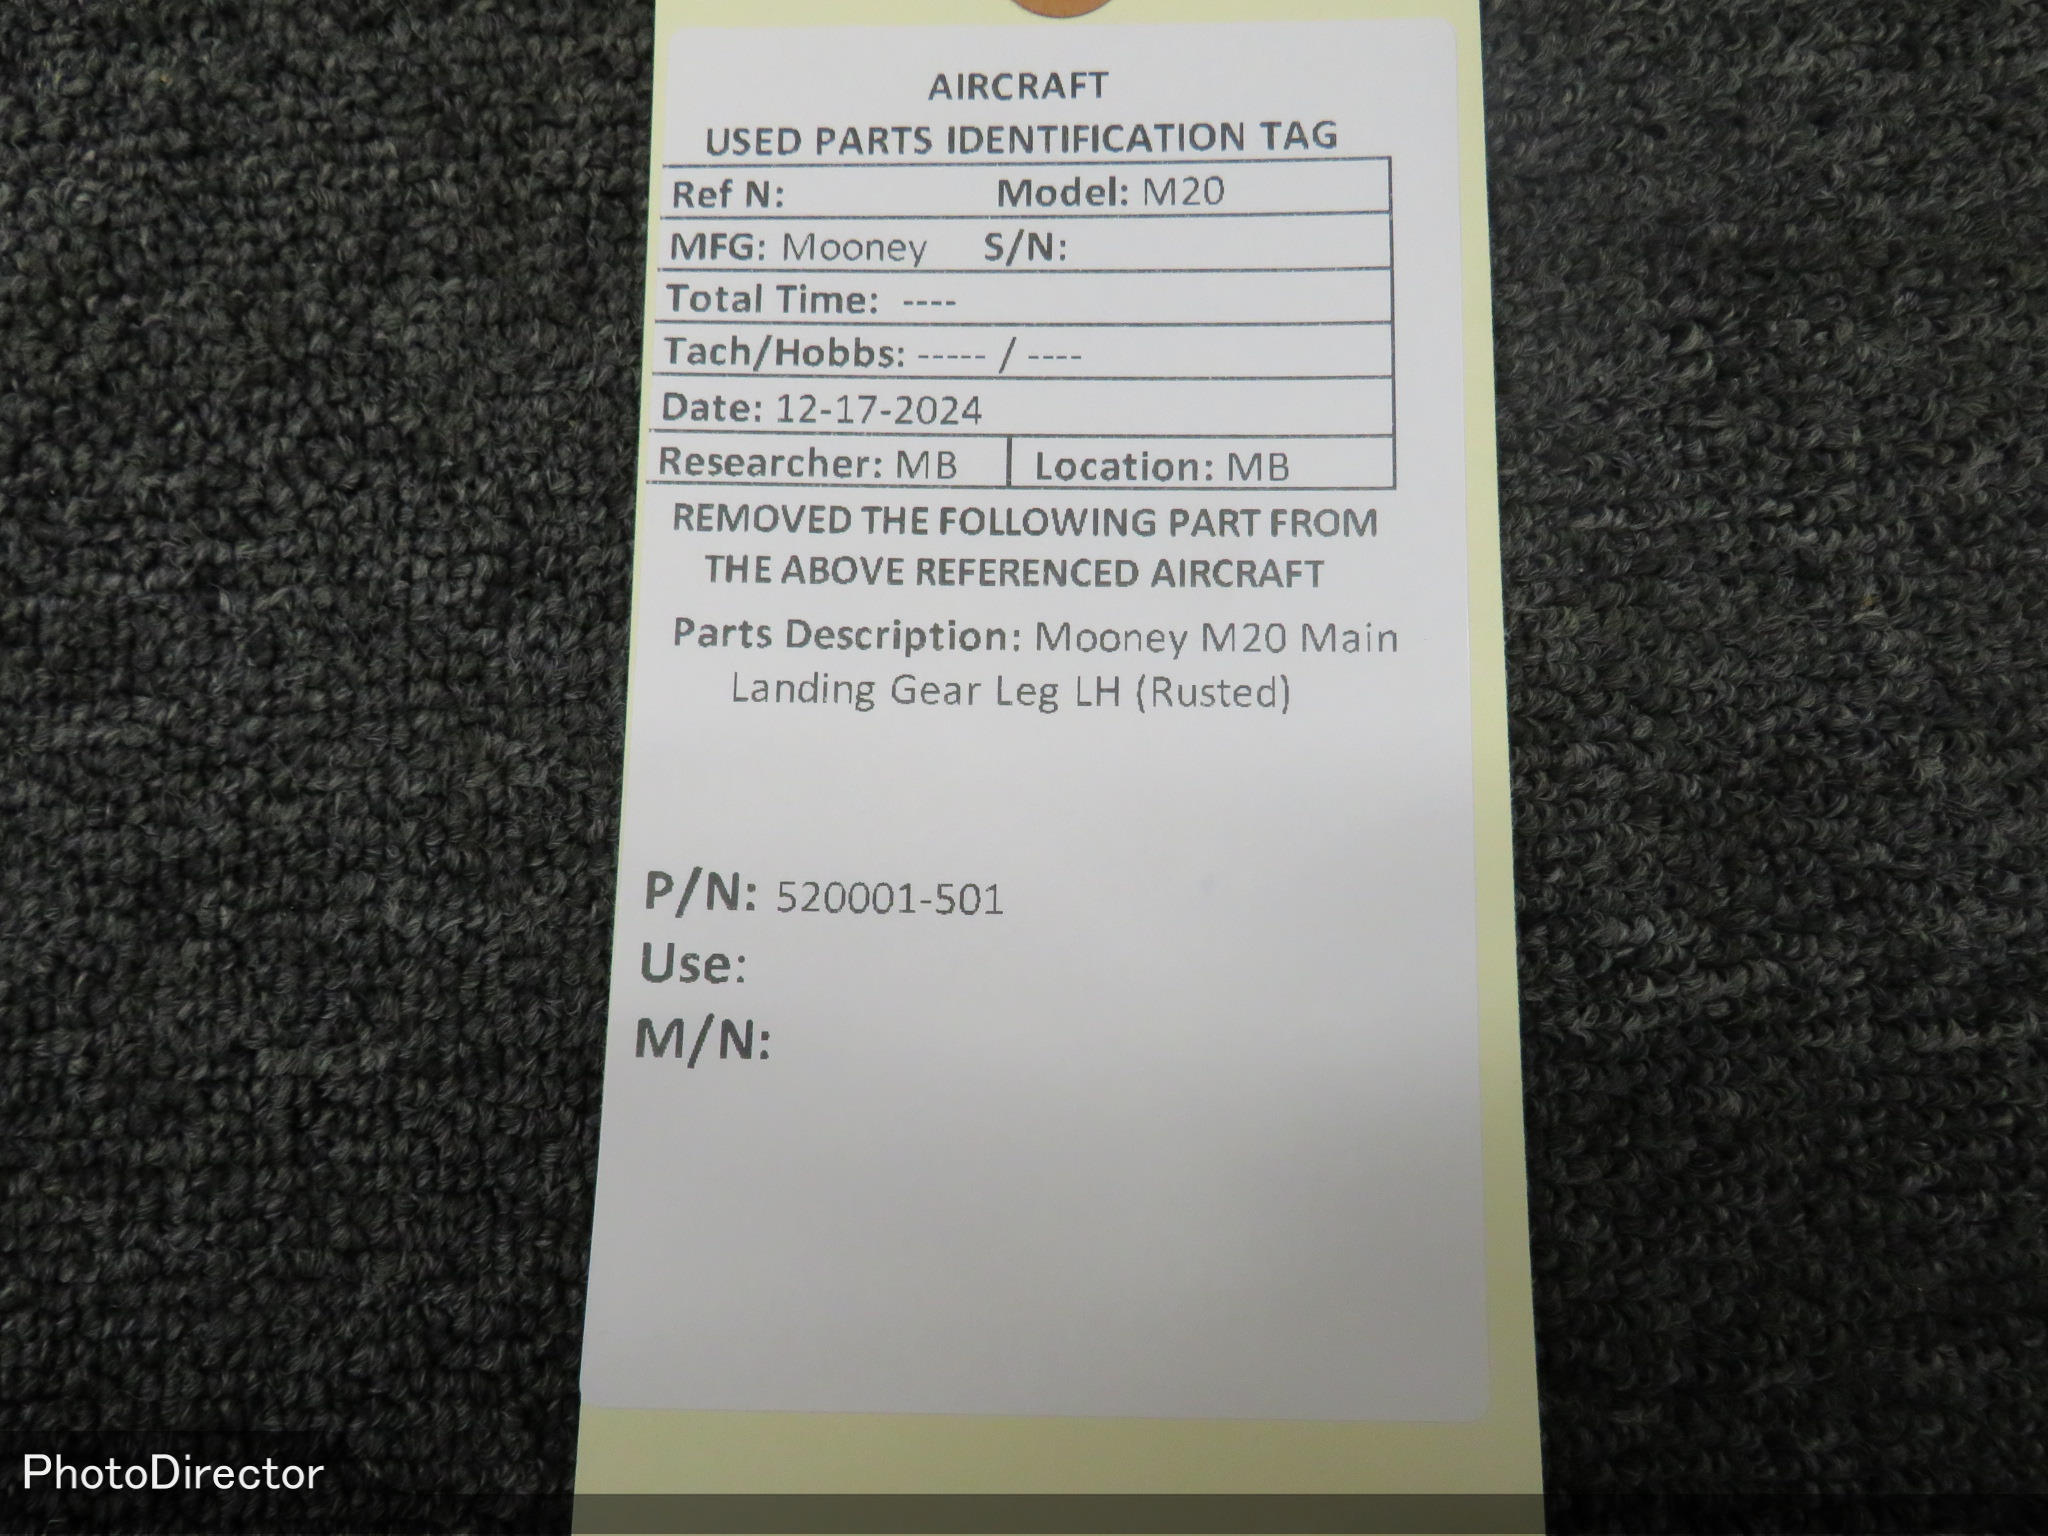 AIRCRAFT
USED PARTS IDENTIFICATION TAG
Ref N: Model: M20
MFG: Mooney S/N:
Total Time: ----
Tach/Hobbs: ----- / ----
Date: 12-17-2024
Researcher: MB Location: MB
REMOVED THE FOLLOWING PART FROM
THE ABOVE REFERENCED AIRCRAFT
Parts Description: Mooney M20 Main
Landing Gear Leg LH (Rusted)
P/N: 520001-501
Use:
M/N:
PhotoDirector